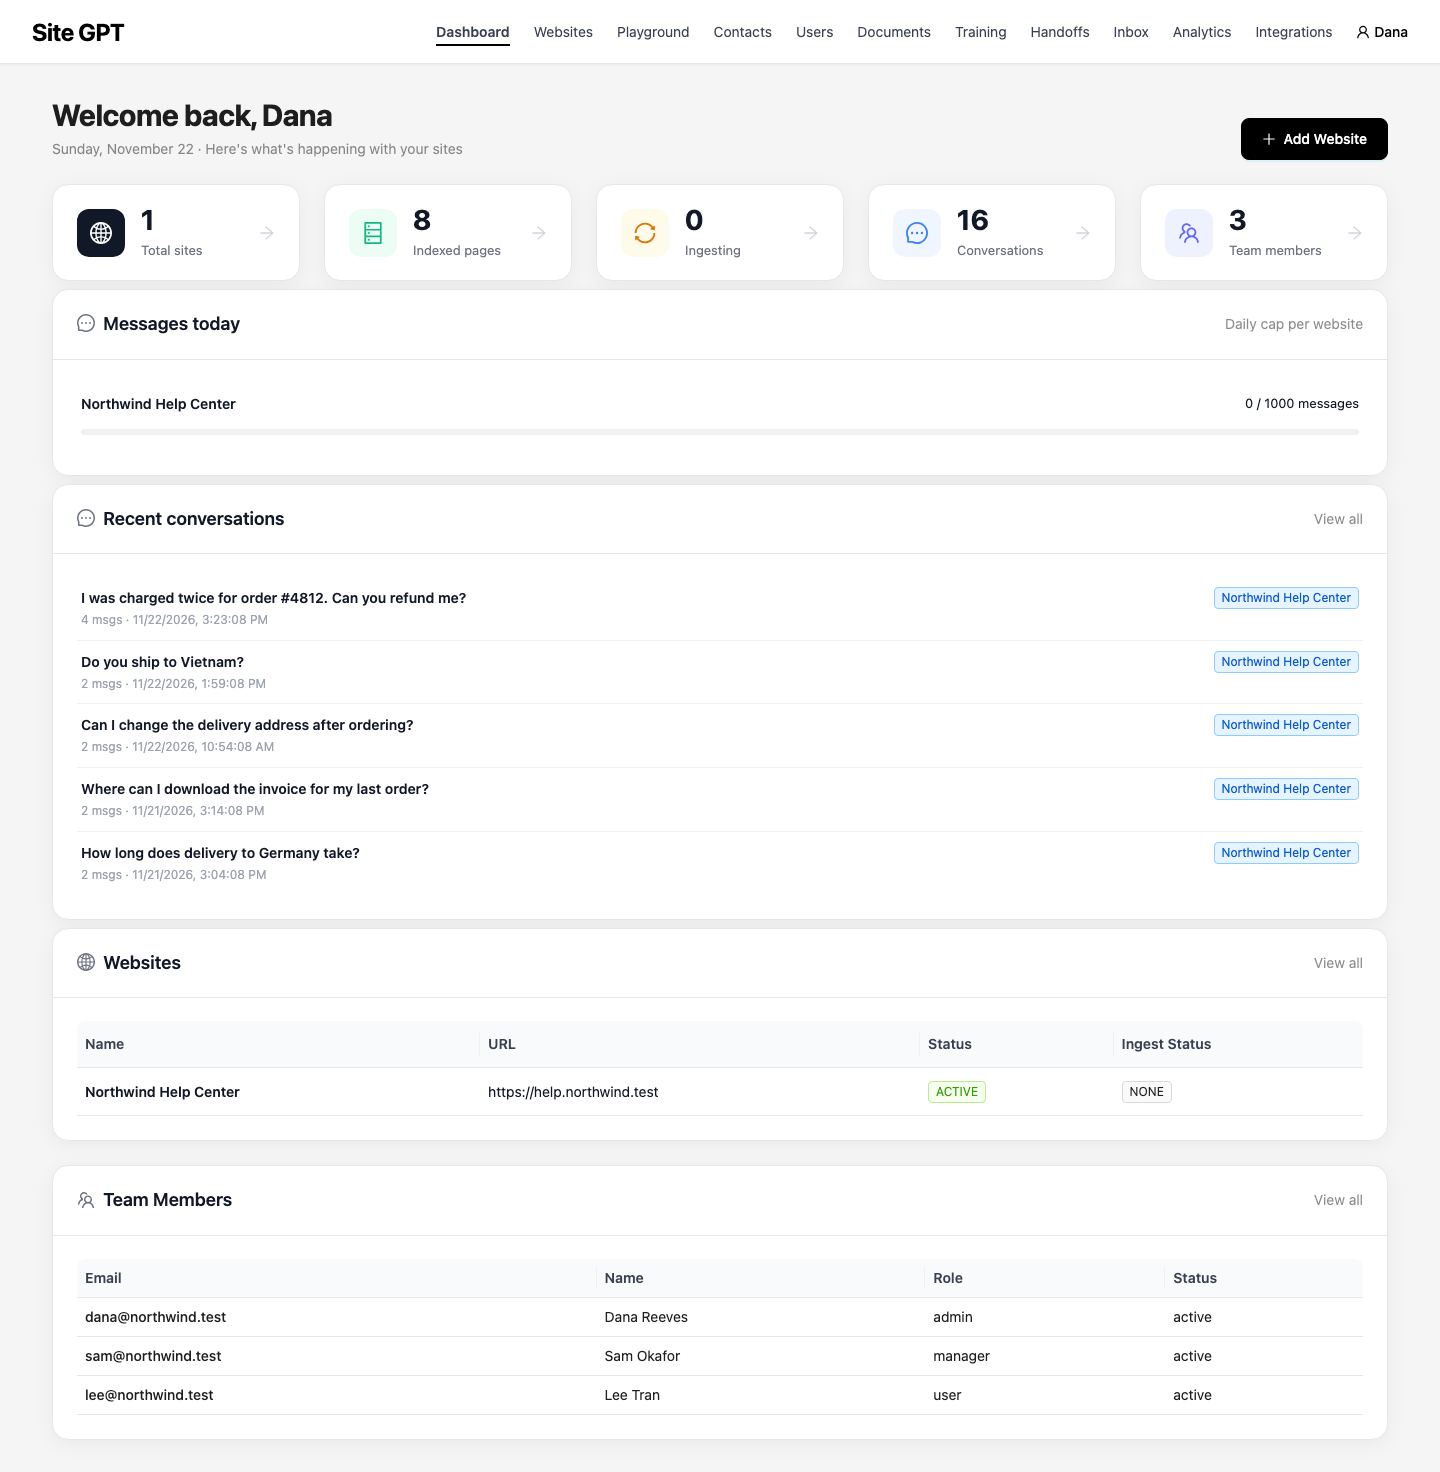 Site GPT
Dashboard Websites Playground Contacts Users Documents Training Handoffs Inbox Analytics Integrations Dana
Welcome back, Dana
Sunday, November 22 · Here's what's happening with your sites
Add Website
1
Total sites
8
Indexed pages
0
Ingesting
16
Conversations
3
Team members
Messages today
Daily cap per website
Northwind Help Center
0 / 1000 messages
Recent conversations
View all
I was charged twice for order #4812. Can you refund me?
Northwind Help Center
4 msgs · 11/22/2026, 3:23:08 PM
Do you ship to Vietnam?
Northwind Help Center
2 msgs · 11/22/2026, 1:59:08 PM
Can I change the delivery address after ordering?
Northwind Help Center
2 msgs · 11/22/2026, 10:54:08 AM
Where can I download the invoice for my last order?
Northwind Help Center
2 msgs · 11/21/2026, 3:14:08 PM
How long does delivery to Germany take?
Northwind Help Center
2 msgs · 11/21/2026, 3:04:08 PM
Websites
View all
Name URL Status Ingest Status
Northwind Help Center https://help.northwind.test ACTIVE NONE
Team Members
View all
Email Name Role Status
dana@northwind.test Dana Reeves admin active
sam@northwind.test Sam Okafor manager active
lee@northwind.test Lee Tran user active